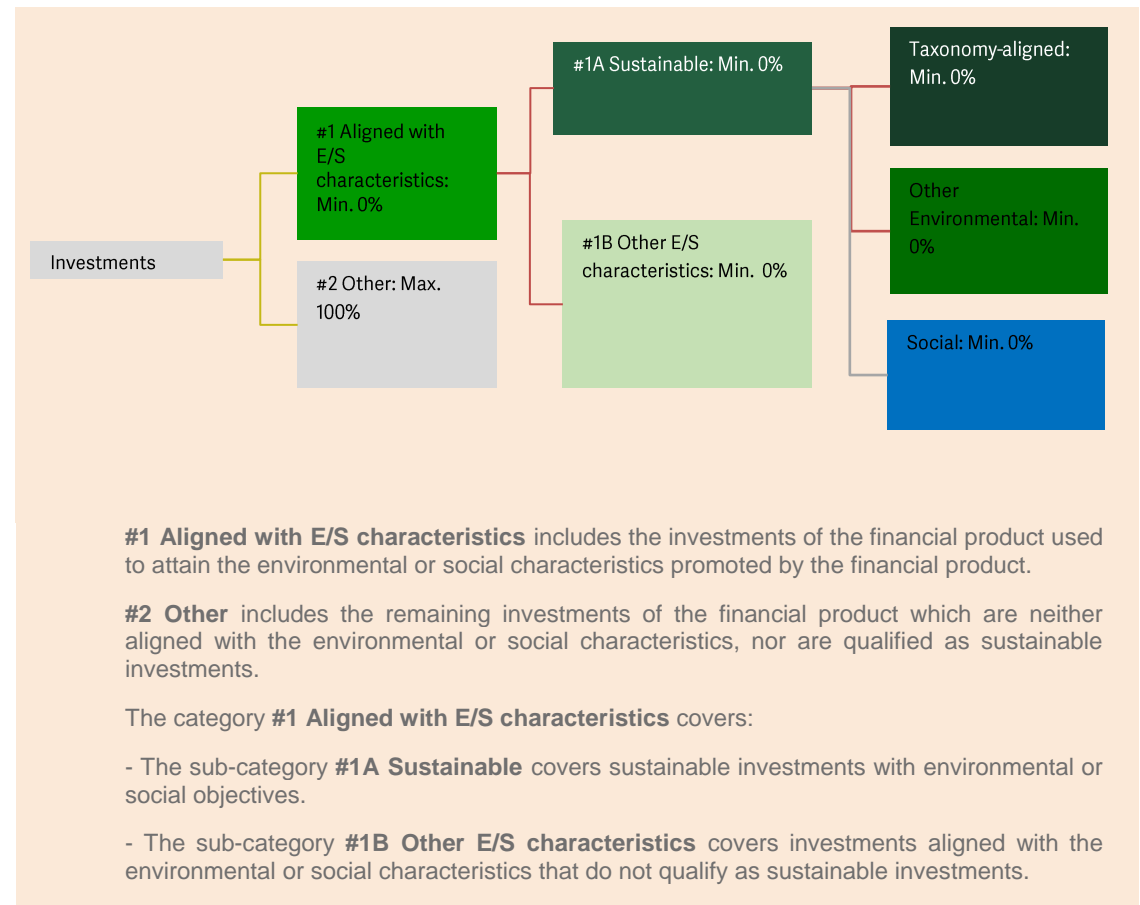 Investments
#1 Aligned with
E/S
characteristics:
Min. 0%
#2 Other: Max.
100%
#1A Sustainable: Min. 0%
#1B Other E/S
characteristics: Min. 0%
Taxonomy-aligned:
Min. 0%
Other
Environmental: Min.
0%
Social: Min. 0%
#1 Aligned with E/S characteristics includes the investments of the financial product used
to attain the environmental or social characteristics promoted by the financial product.
#2 Other includes the remaining investments of the financial product which are neither
aligned with the environmental or social characteristics, nor are qualified as sustainable
investments.
The category #1 Aligned with E/S characteristics covers:
- The sub-category #1A Sustainable covers sustainable investments with environmental or
social objectives.
- The sub-category #1B Other E/S characteristics covers investments aligned with the
environmental or social characteristics that do not qualify as sustainable investments.